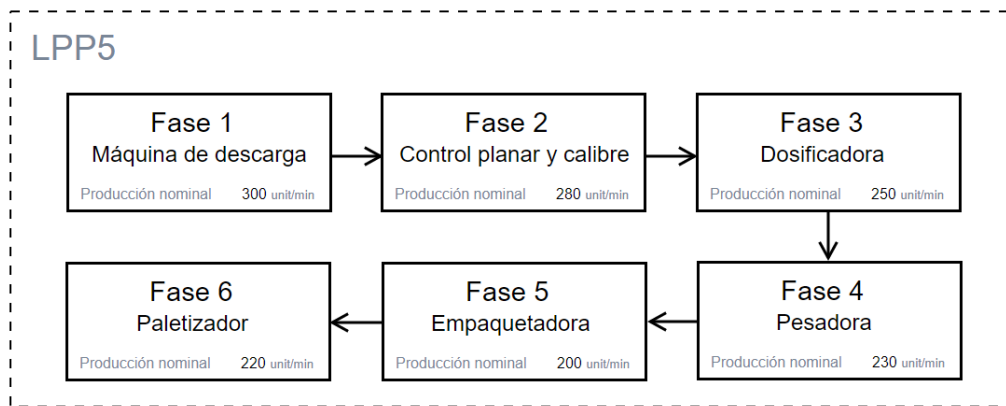 LPP5
Fase 1
Máquina de descarga
Producción nominal 300 unit/min
Fase 2
Control planar y calibre
Producción nominal 280 unit/min
Fase 3
Dosificadora
Producción nominal 250 unit/min
Fase 4
Pesadora
Producción nominal 230 unit/min
Fase 5
Empaquetadora
Producción nominal 200 unit/min
Fase 6
Paletizador
Producción nominal 220 unit/min